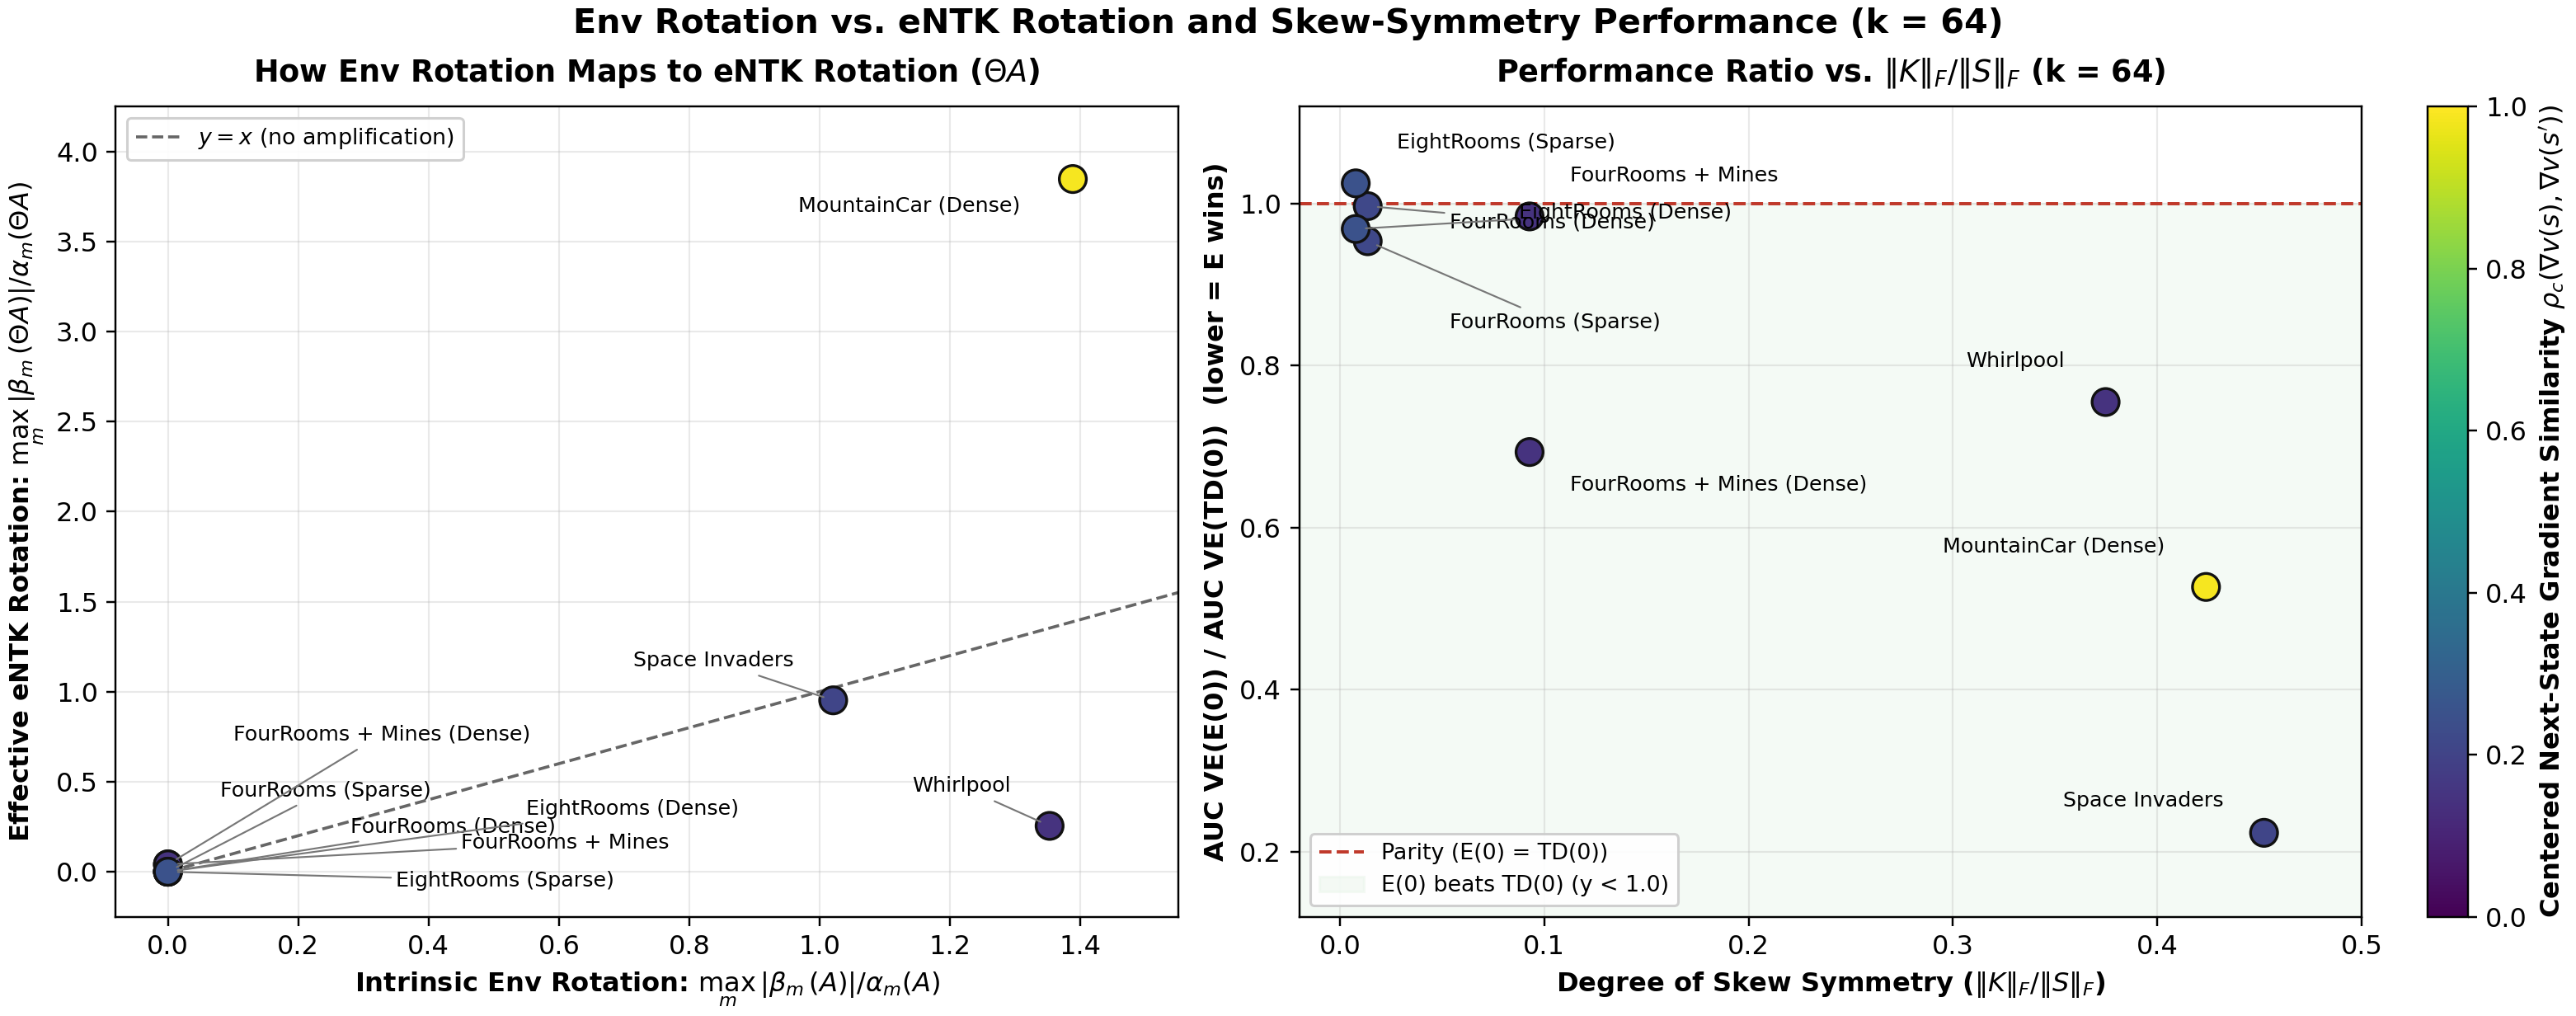 Env Rotation vs. eNTK Rotation and Skew-Symmetry Performance (k = 64)
How Env Rotation Maps to eNTK Rotation (ΘA)
y = x (no amplification)
MountainCar (Dense)
Space Invaders
FourRooms + Mines (Dense)
FourRooms (Sparse)
Whirlpool
EightRooms (Dense)
FourRooms (Dense)
FourRooms + Mines
EightRooms (Sparse)
4.0
3.5
3.0
2.5
2.0
1.5
1.0
0.5
0.0
0.0 0.2 0.4 0.6 0.8 1.0 1.2 1.4
Effective eNTK Rotation: max_m |β_m (ΘA)|/α_m(ΘA)
Intrinsic Env Rotation: max_m |β_m (A)|/α_m(A)
Performance Ratio vs. ‖K‖_F/‖S‖_F (k = 64)
EightRooms (Sparse)
FourRooms + Mines
EightRooms (Dense)
FourRooms (Dense)
FourRooms (Sparse)
Whirlpool
FourRooms + Mines (Dense)
MountainCar (Dense)
Space Invaders
Parity (E(0) = TD(0))
E(0) beats TD(0) (y < 1.0)
1.0
0.8
0.6
0.4
0.2
0.0 0.1 0.2 0.3 0.4 0.5
AUC VE(E(0)) / AUC VE(TD(0)) (lower = E wins)
Degree of Skew Symmetry (‖K‖_F/‖S‖_F)
1.0
0.8
0.6
0.4
0.2
0.0
Centered Next-State Gradient Similarity ρ_c(∇v(s), ∇v(s′))